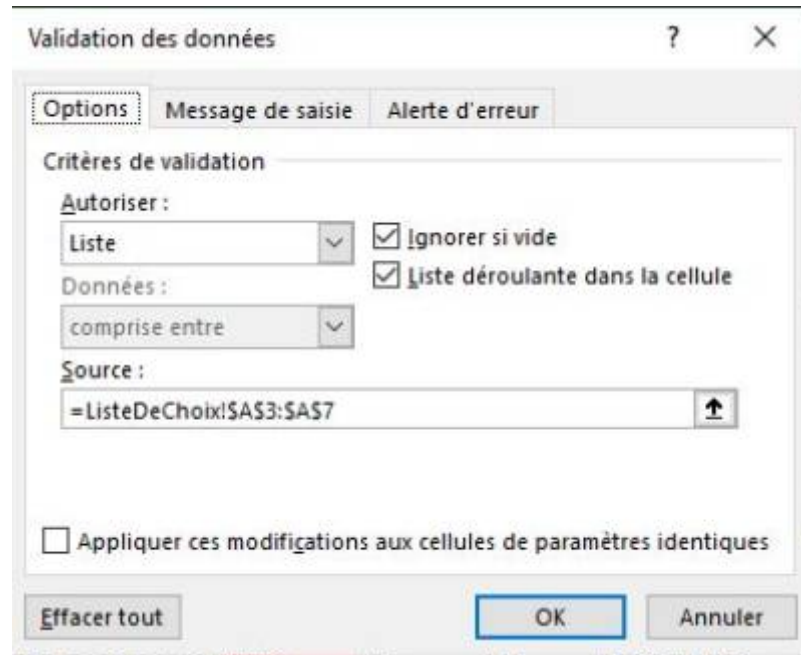 Validation des données ?
Options Message de saisie Alerte d'erreur
Critères de validation
Autoriser :
Liste
Ignorer si vide
Données :
Liste déroulante dans la cellule
comprise entre
Source :
=ListeDeChoix!$A$3:$A$7
Appliquer ces modifications aux cellules de paramètres identiques
Effacer tout OK Annuler